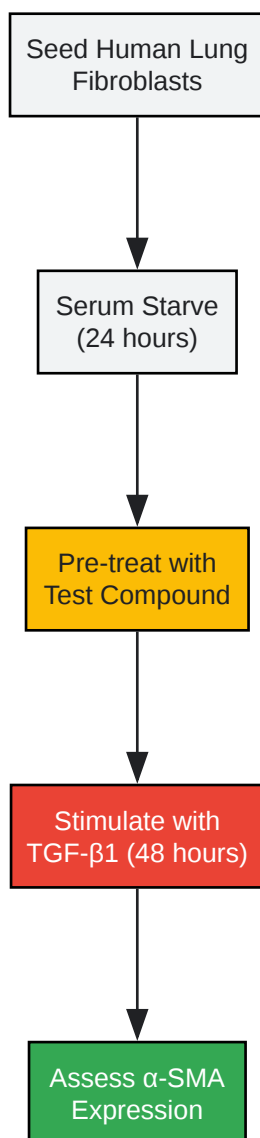 Seed Human Lung
Fibroblasts
Serum Starve
(24 hours)
Pre-treat with
Test Compound
Stimulate with
TGF-β1 (48 hours)
Assess α-SMA
Expression